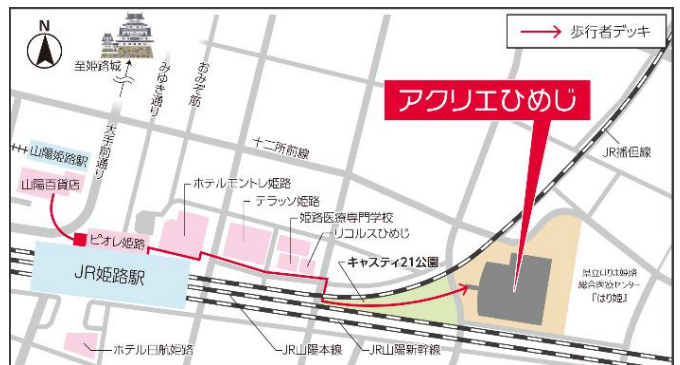 N
歩行者デッキ
至姫路城
みゆき通り
おみぞ筋
大手前通り
十二所前線
アクリエひめじ
JR播但線
山陽姫路駅
山陽百貨店
ホテルモントレ姫路
テラッソ姫路
姫路医療専門学校
リコルスひめじ
ピオレ姫路
JR姫路駅
キャスティ21公園
県立はりま姫路
総合医療センター
『はり姫』
ホテル日航姫路
JR山陽本線
JR山陽新幹線